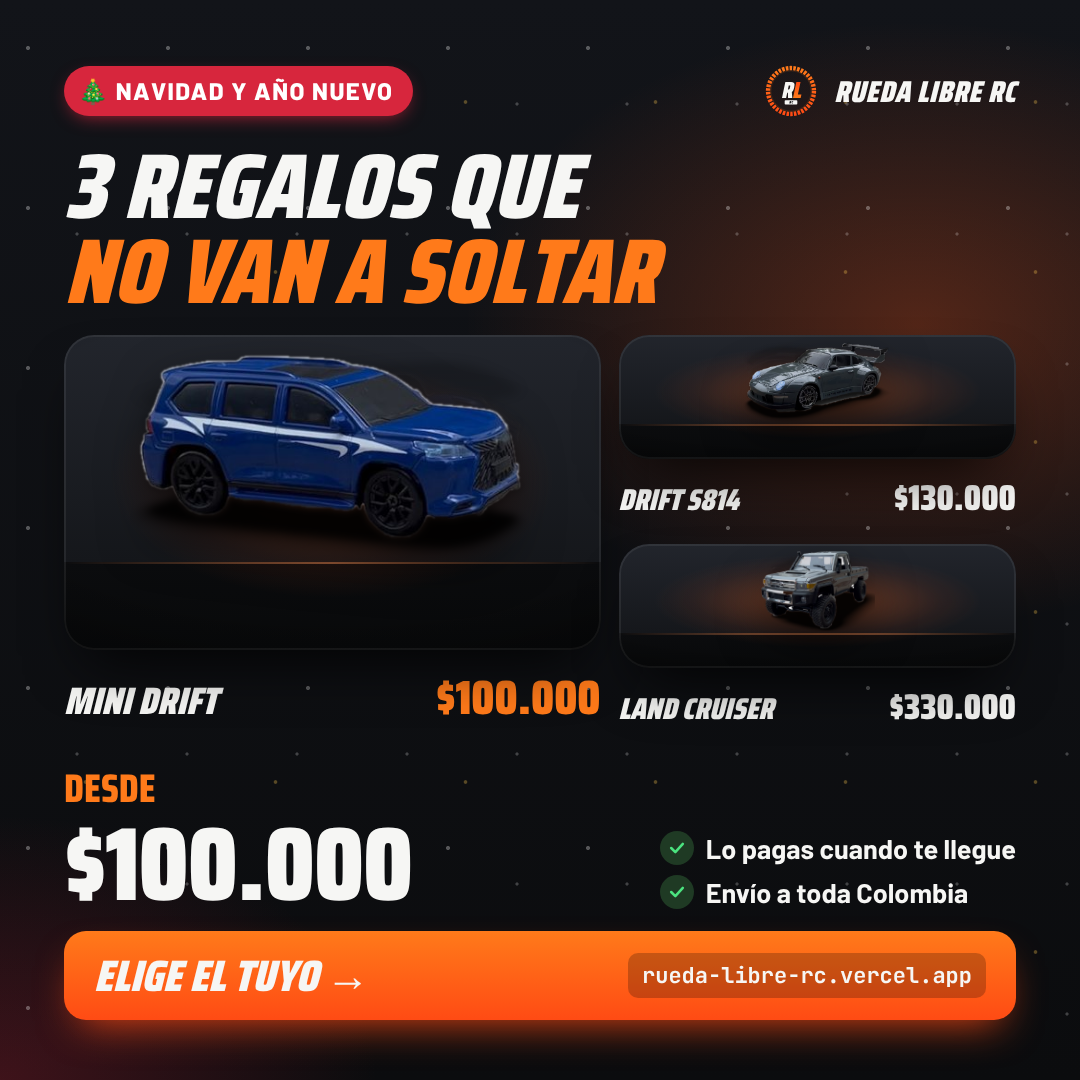 🎄 NAVIDAD Y AÑO NUEVO
RL
RUEDA LIBRE RC
3 REGALOS QUE
NO VAN A SOLTAR
DRIFT S814
$130.000
MINI DRIFT
$100.000
LAND CRUISER
$330.000
DESDE
$100.000
Lo pagas cuando te llegue
Envío a toda Colombia
ELIGE EL TUYO →
rueda-libre-rc.vercel.app